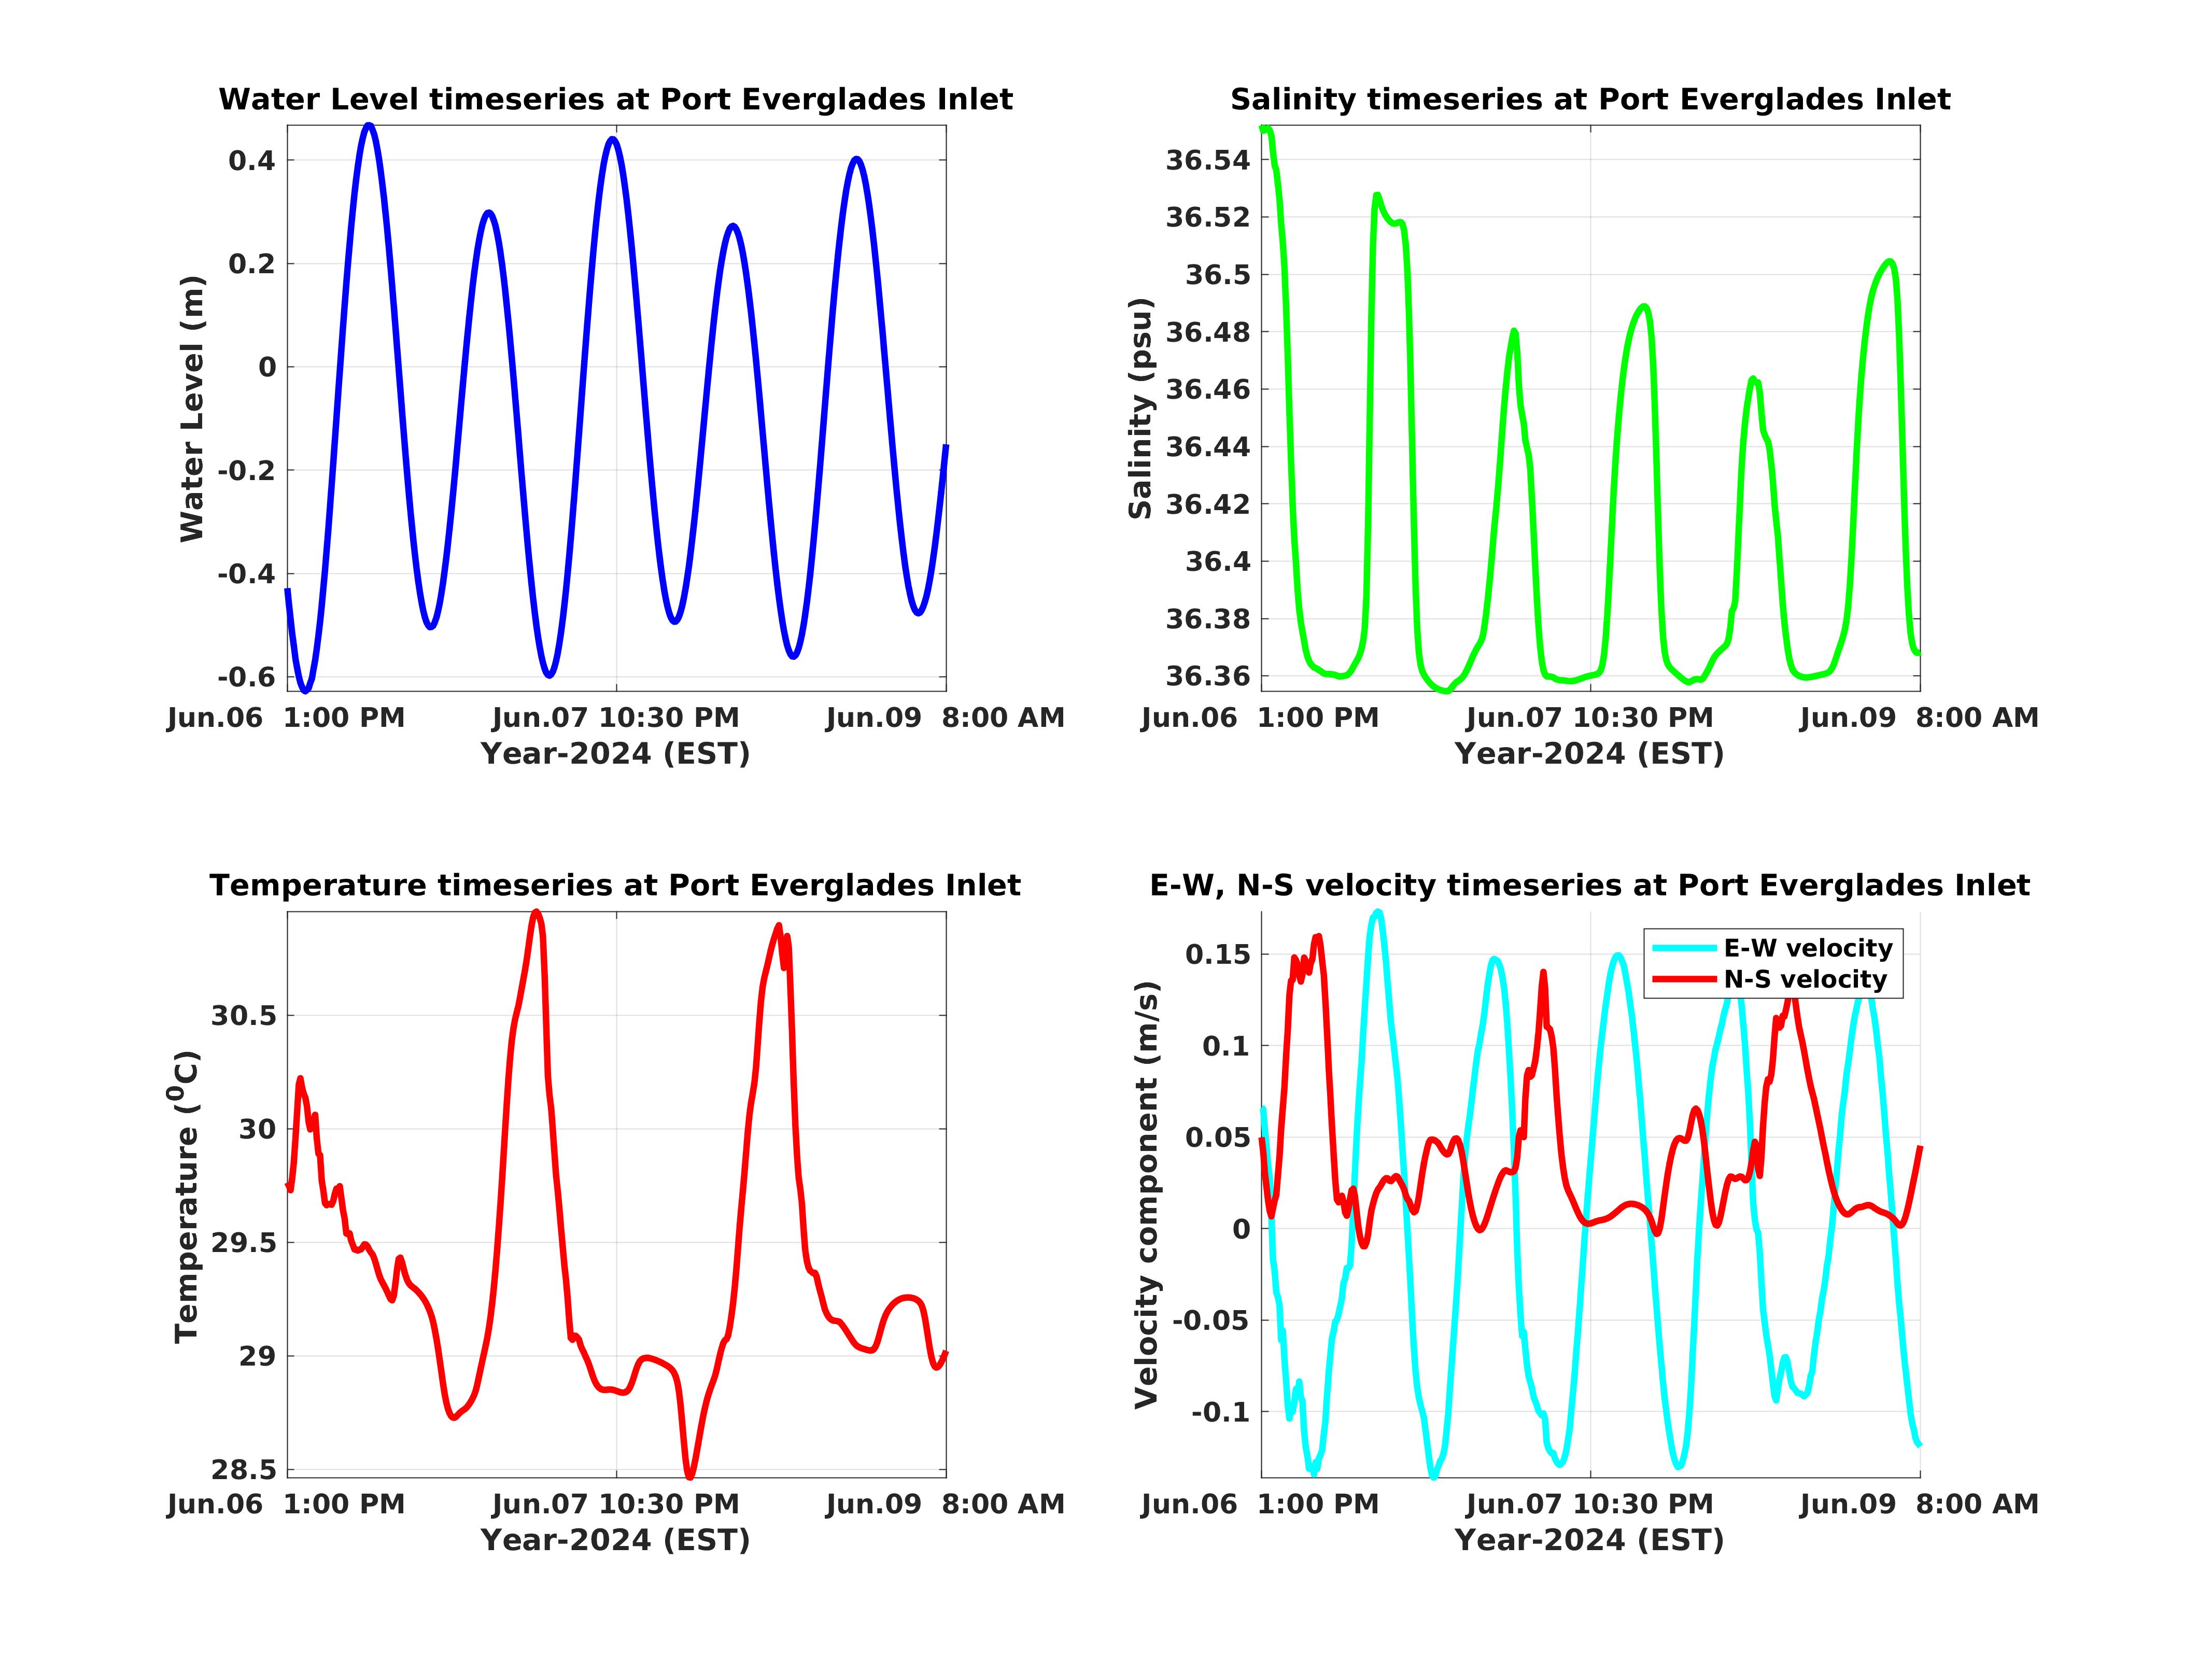 Water Level timeseries at Port Everglades Inlet
Water Level (m)
0.4
0.2
0
-0.2
-0.4
-0.6
Jun.06 1:00 PM
Jun.07 10:30 PM
Jun.09 8:00 AM
Year-2024 (EST)
Salinity timeseries at Port Everglades Inlet
Salinity (psu)
36.54
36.52
36.5
36.48
36.46
36.44
36.42
36.4
36.38
36.36
Jun.06 1:00 PM
Jun.07 10:30 PM
Jun.09 8:00 AM
Year-2024 (EST)
Temperature timeseries at Port Everglades Inlet
Temperature (⁰C)
30.5
30
29.5
29
28.5
Jun.06 1:00 PM
Jun.07 10:30 PM
Jun.09 8:00 AM
Year-2024 (EST)
E-W, N-S velocity timeseries at Port Everglades Inlet
Velocity component (m/s)
0.15
0.1
0.05
0
-0.05
-0.1
E-W velocity
N-S velocity
Jun.06 1:00 PM
Jun.07 10:30 PM
Jun.09 8:00 AM
Year-2024 (EST)